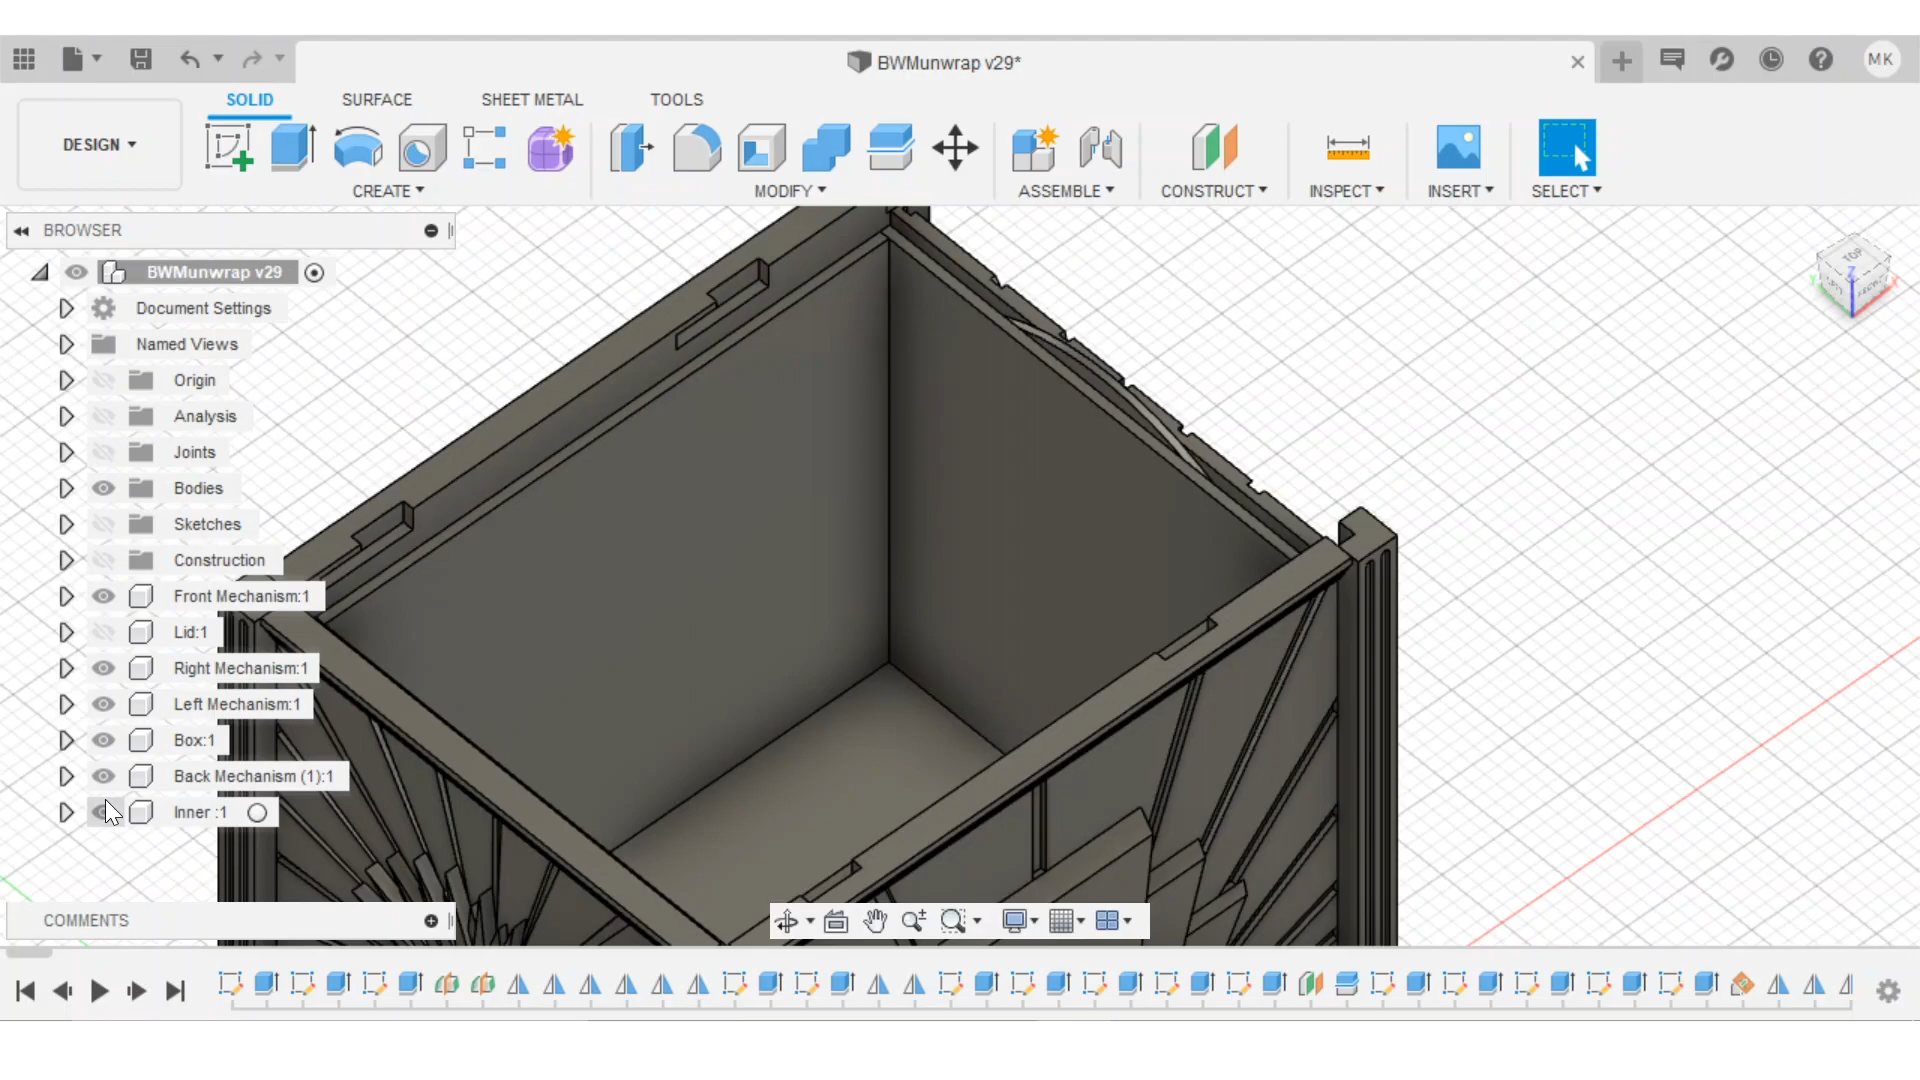 BWMunwrap v29*
MK
SOLID SURFACE SHEET METAL TOOLS
DESIGN
CREATE MODIFY ASSEMBLE CONSTRUCT INSPECT INSERT SELECT
BROWSER
BWMunwrap v29
Document Settings
Named Views
Origin
Analysis
Joints
Bodies
Sketches
Construction
Front Mechanism:1
Lid:1
Right Mechanism:1
Left Mechanism:1
Box:1
Back Mechanism (1):1
Inner :1
TOP
Z
COMMENTS